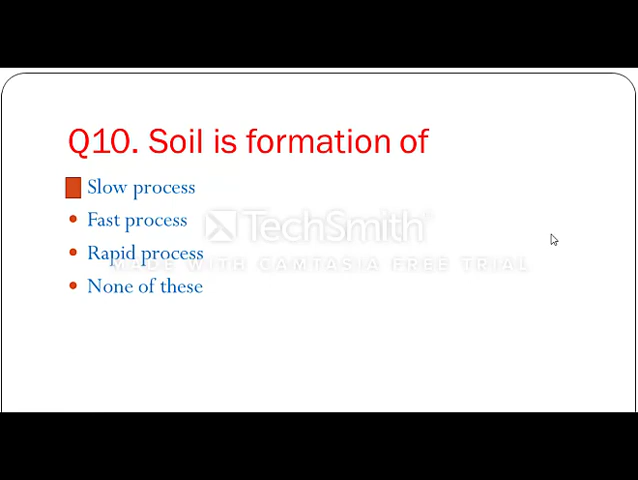 Q10. Soil is formation of
Slow process
Fast process
TechSmith
Rapid process
MADE WITH CAMTASIA FREE TRIAL
None of these